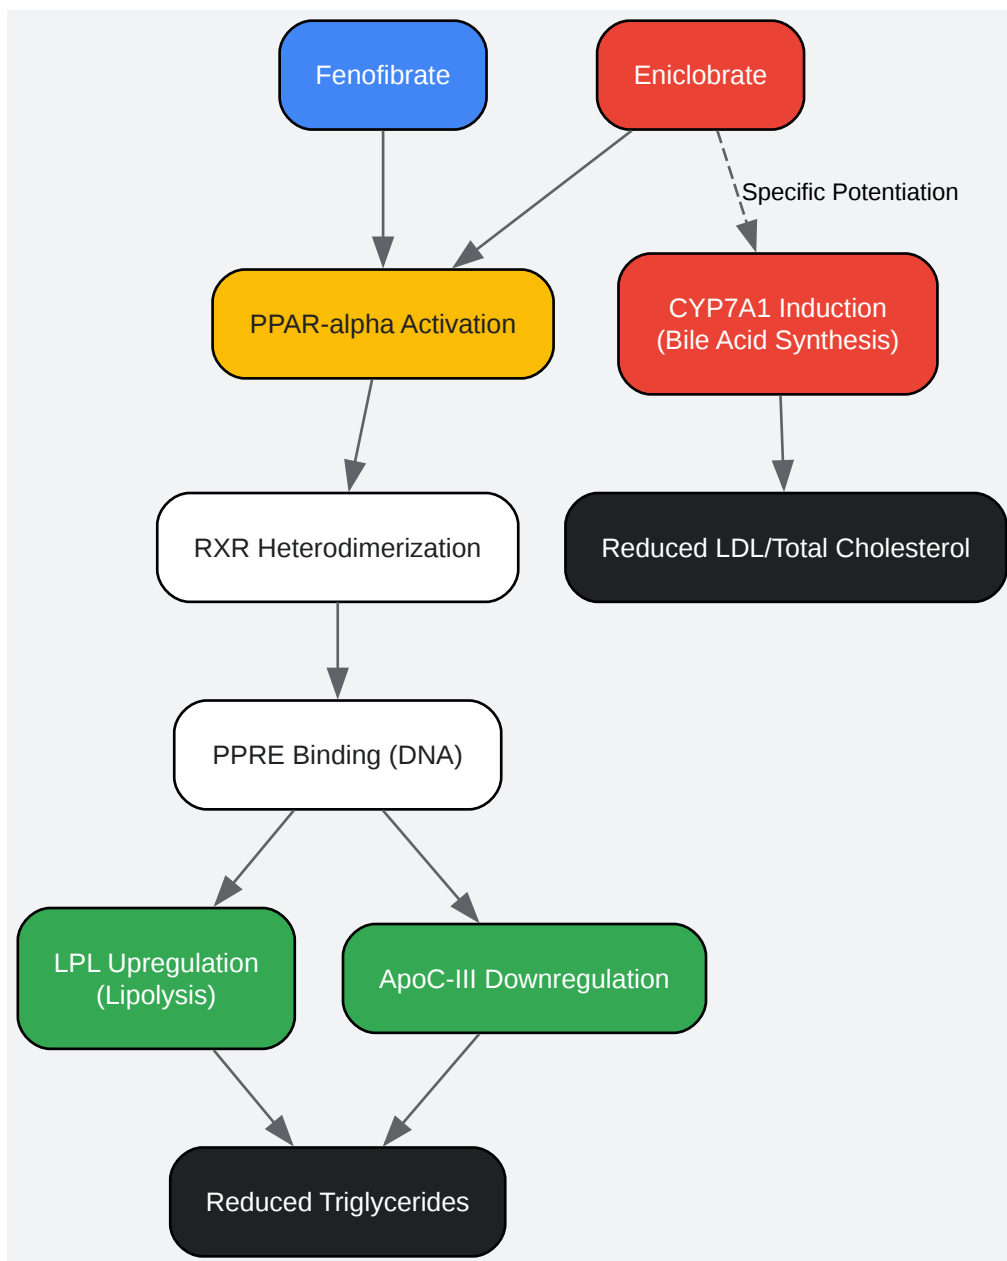 Fenofibrate
Eniclobrate
Specific Potentiation
PPAR-alpha Activation
CYP7A1 Induction
(Bile Acid Synthesis)
RXR Heterodimerization
Reduced LDL/Total Cholesterol
PPRE Binding (DNA)
LPL Upregulation
(Lipolysis)
ApoC-III Downregulation
Reduced Triglycerides